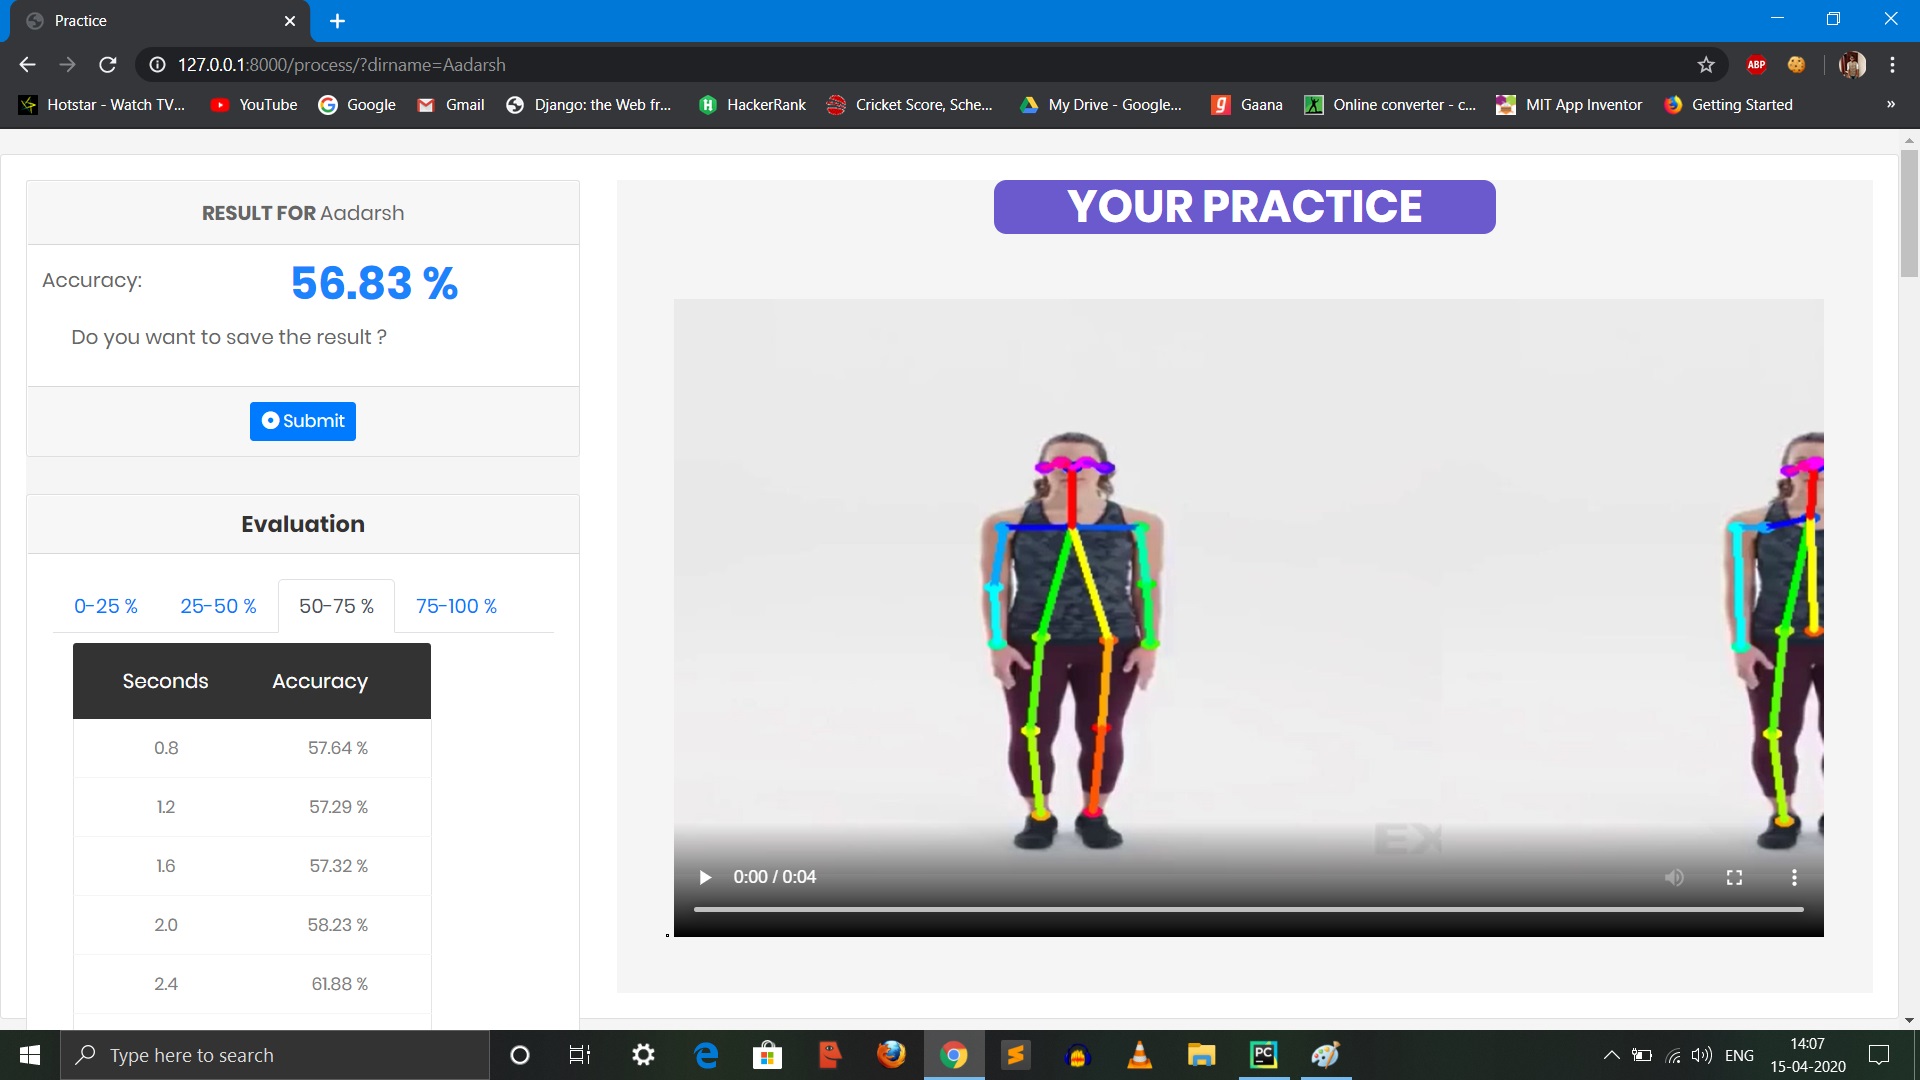 Practice
127.0.0.1:8000/process/?dirname=Aadarsh
ABP
Hotstar - Watch TV... YouTube Google Gmail Django: the Web fr... HackerRank Cricket Score, Sche... My Drive - Google... Gaana Online converter - c... MIT App Inventor Getting Started »
RESULT FOR Aadarsh
Accuracy: 56.83 %
Do you want to save the result ?
Submit
Evaluation
0-25 % 25-50 % 50-75 % 75-100 %
Seconds Accuracy
0.8 57.64 %
1.2 57.29 %
1.6 57.32 %
2.0 58.23 %
2.4 61.88 %
YOUR PRACTICE
EX
0:00 / 0:04
Type here to search
PC
ENG
14:07
15-04-2020